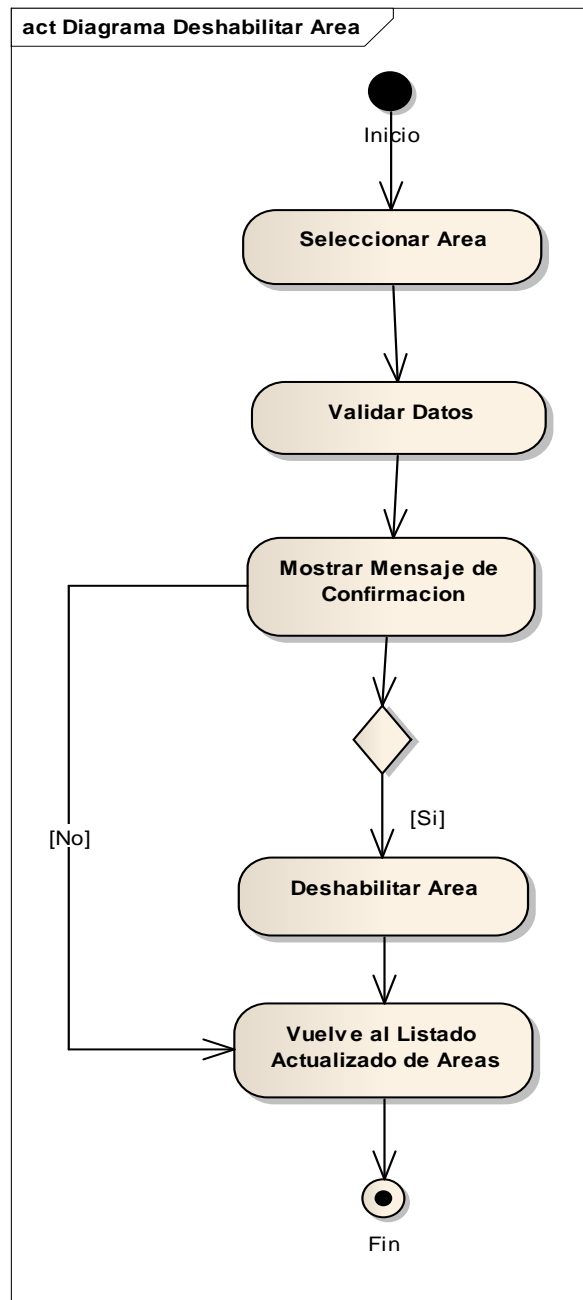 act Diagrama Deshabilitar Area
Inicio
Seleccionar Area
Validar Datos
Mostrar Mensaje de
Confirmacion
[Si]
[No]
Deshabilitar Area
Vuelve al Listado
Actualizado de Areas
Fin